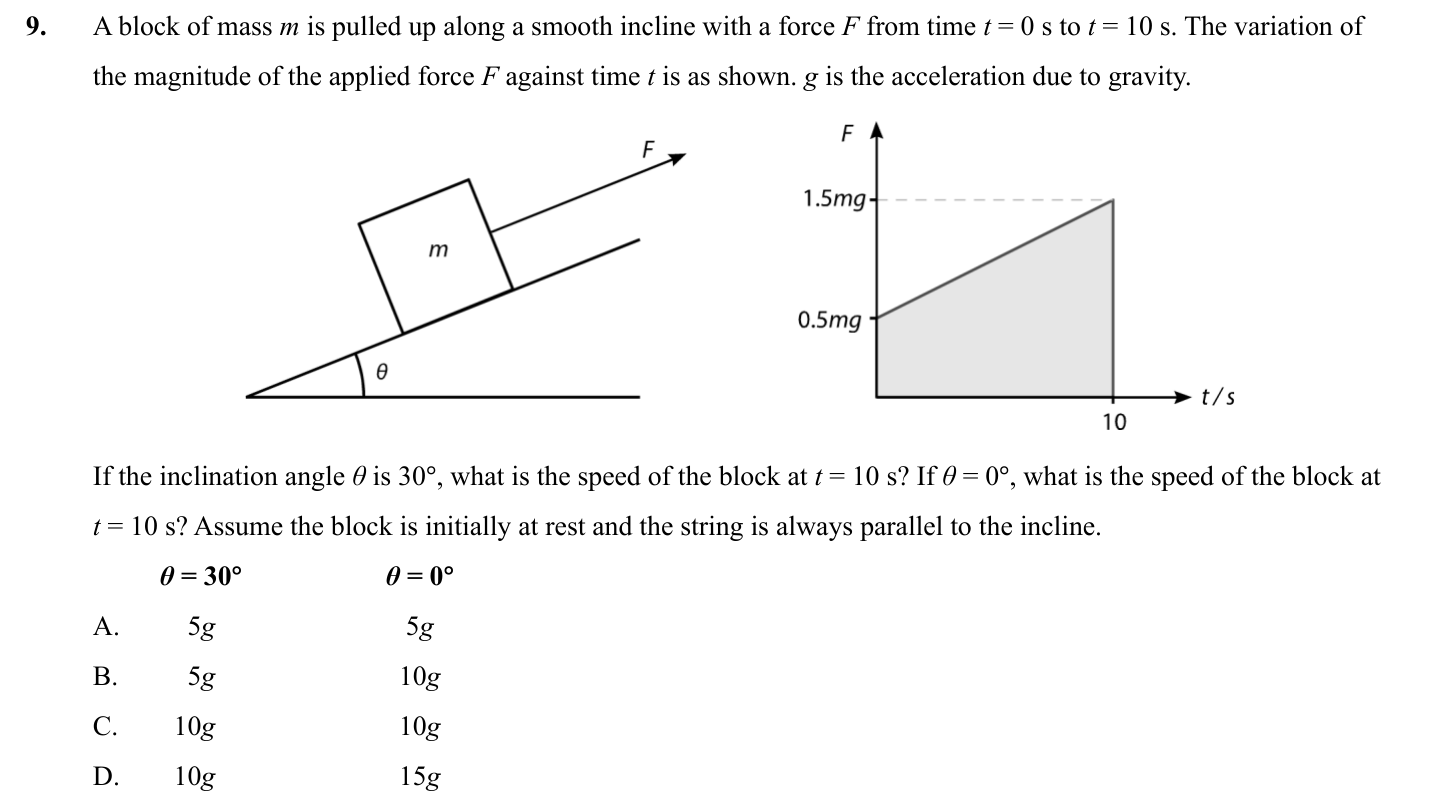 9. A block of mass m is pulled up along a smooth incline with a force F from time t = 0 s to t = 10 s. The variation of
the magnitude of the applied force F against time t is as shown. g is the acceleration due to gravity.
F
m
θ
F
1.5mg
0.5mg
t/s
10
If the inclination angle θ is 30°, what is the speed of the block at t = 10 s? If θ = 0°, what is the speed of the block at
t = 10 s? Assume the block is initially at rest and the string is always parallel to the incline.
θ = 30° θ = 0°
A. 5g 5g
B. 5g 10g
C. 10g 10g
D. 10g 15g